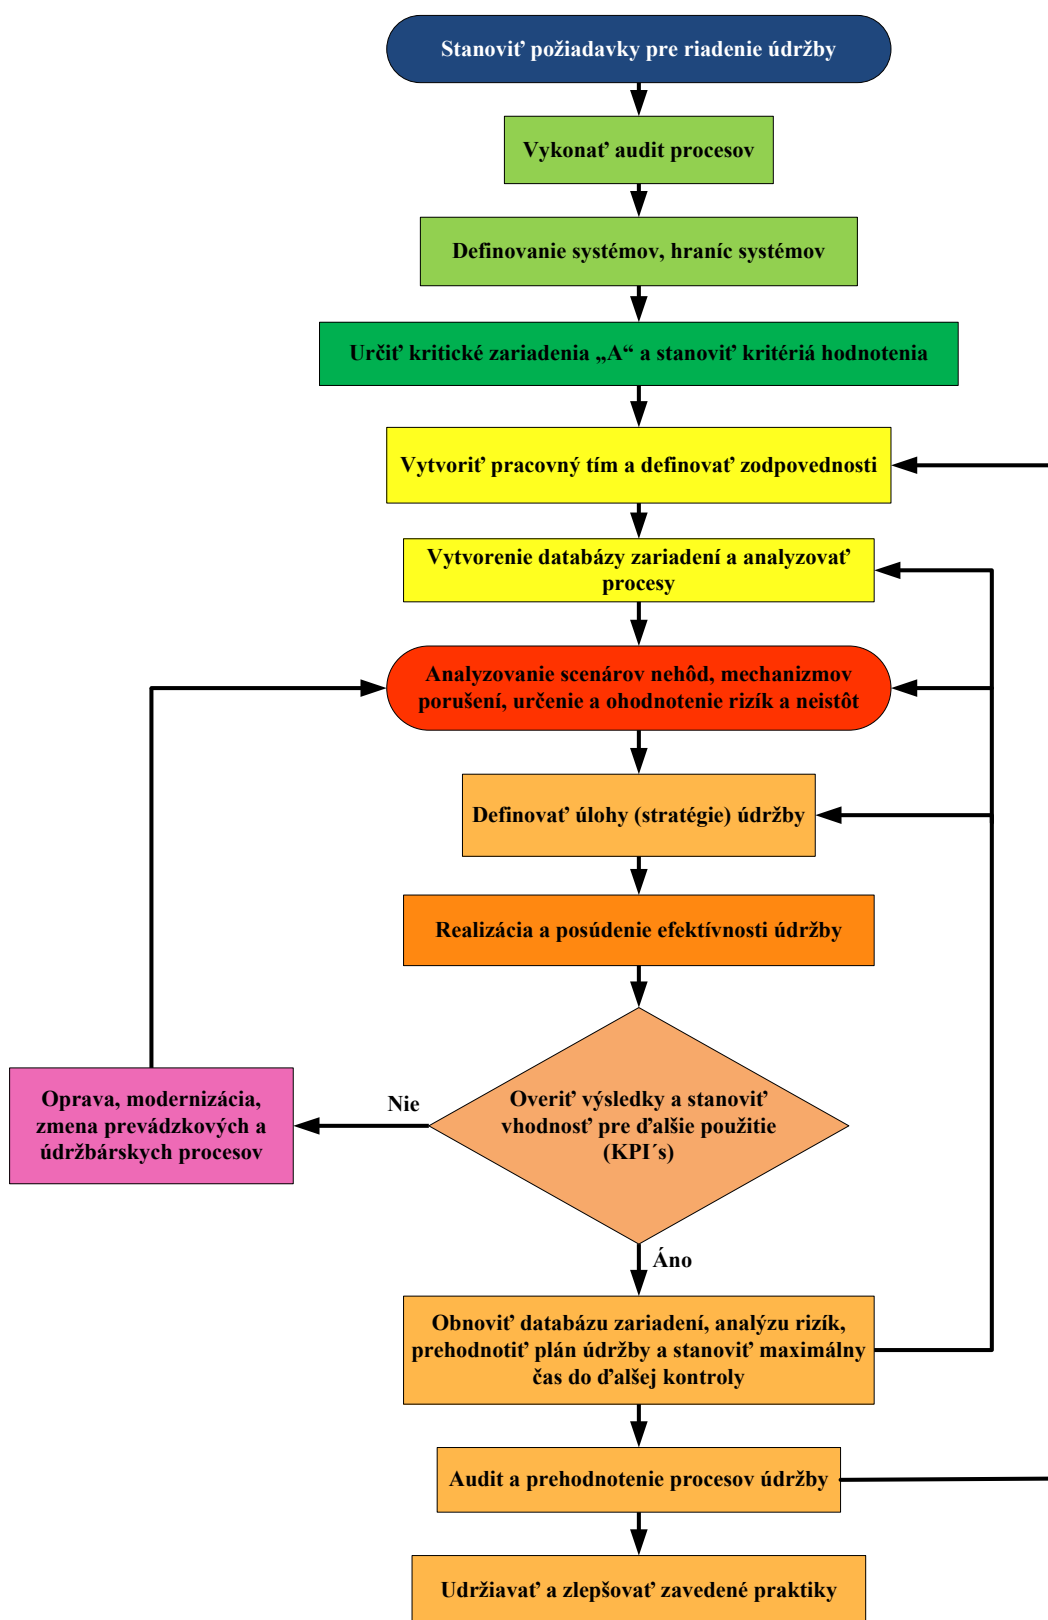 Stanoviť požiadavky pre riadenie údržby
Vykonať audit procesov
Definovanie systémov, hraníc systémov
Určiť kritické zariadenia „A“ a stanoviť kritériá hodnotenia
Vytvoriť pracovný tím a definovať zodpovednosti
Vytvorenie databázy zariadení a analyzovať
procesy
Analyzovanie scenárov nehôd, mechanizmov
porušení, určenie a ohodnotenie rizík a neistôt
Definovať úlohy (stratégie) údržby
Realizácia a posúdenie efektívnosti údržby
Overiť výsledky a stanoviť
vhodnosť pre ďalšie použitie
(KPI´s)
Nie
Oprava, modernizácia,
zmena prevádzkových a
údržbárskych procesov
Áno
Obnoviť databázu zariadení, analýzu rizík,
prehodnotiť plán údržby a stanoviť maximálny
čas do ďalšej kontroly
Audit a prehodnotenie procesov údržby
Udržiavať a zlepšovať zavedené praktiky